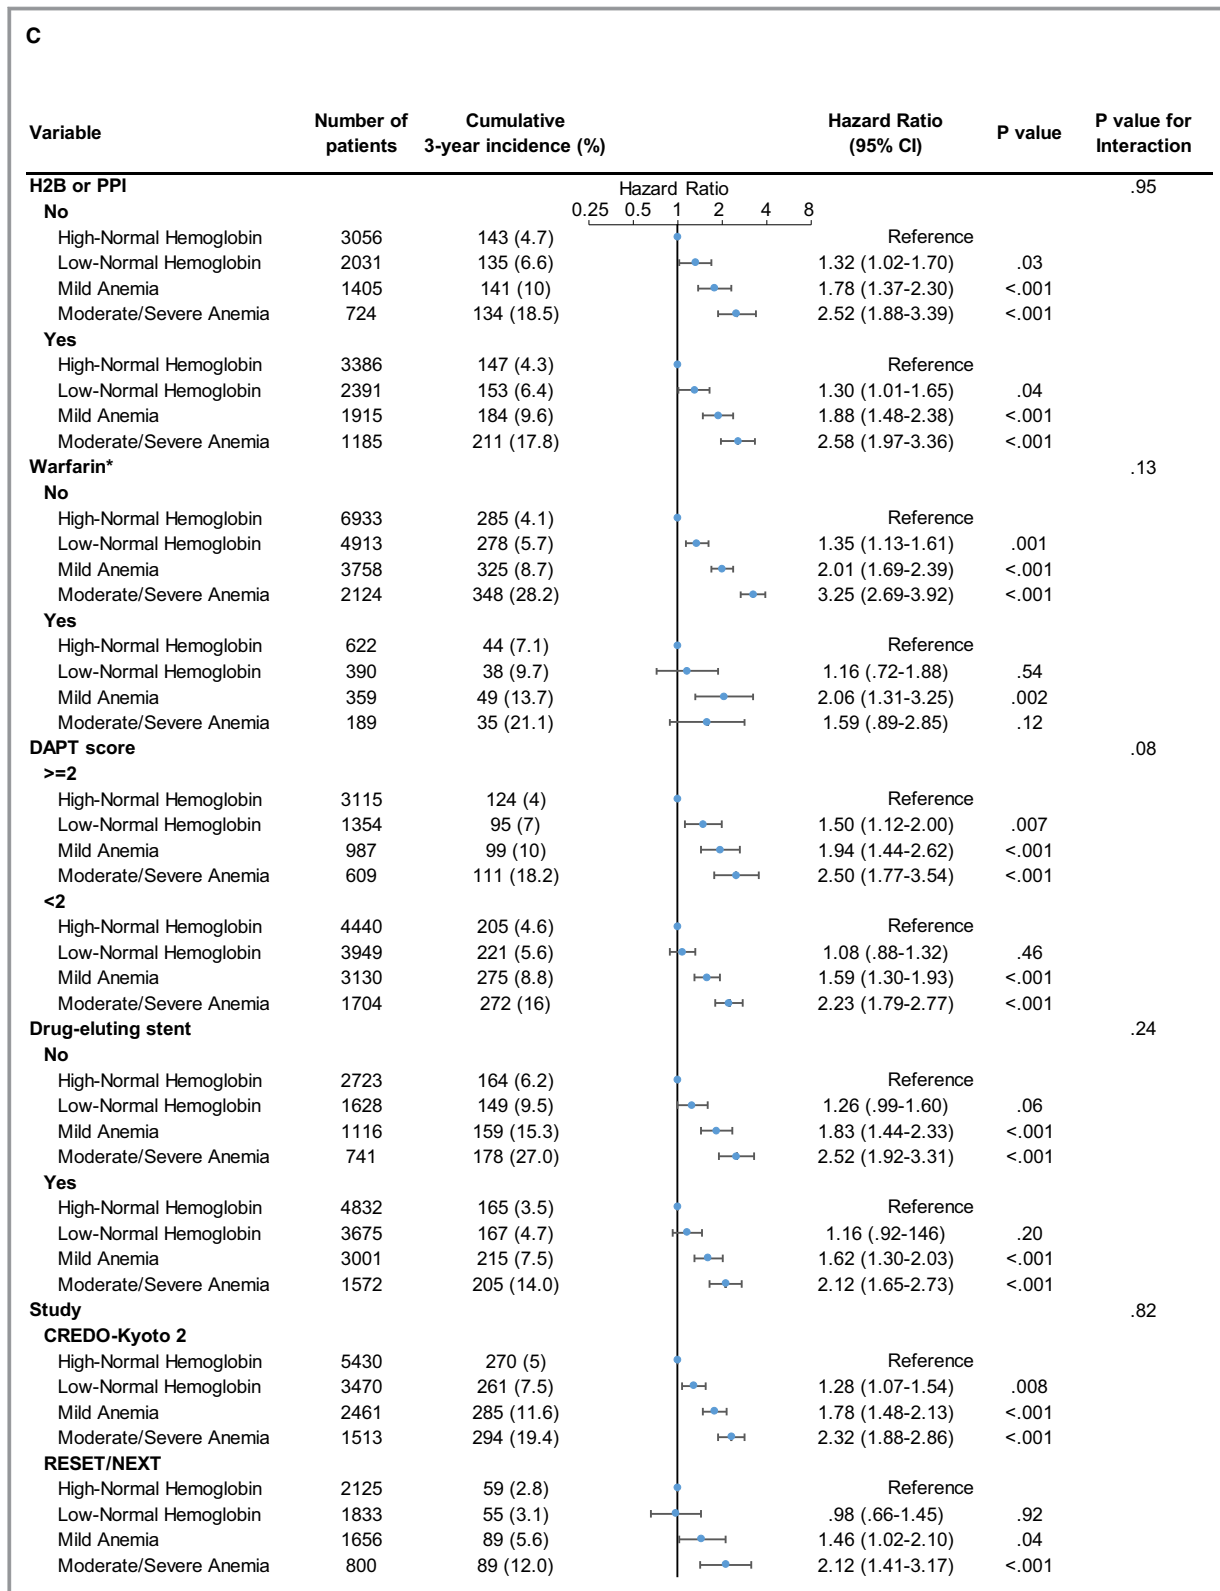 C
Variable Number of patients Cumulative 3-year incidence (%) Hazard Ratio (95% CI) P value P value for Interaction
H2B or PPI Hazard Ratio .95
No 0.25 0.5 1 2 4 8
High-Normal Hemoglobin 3056 143 (4.7) Reference
Low-Normal Hemoglobin 2031 135 (6.6) 1.32 (1.02-1.70) .03
Mild Anemia 1405 141 (10) 1.78 (1.37-2.30) <.001
Moderate/Severe Anemia 724 134 (18.5) 2.52 (1.88-3.39) <.001
Yes
High-Normal Hemoglobin 3386 147 (4.3) Reference
Low-Normal Hemoglobin 2391 153 (6.4) 1.30 (1.01-1.65) .04
Mild Anemia 1915 184 (9.6) 1.88 (1.48-2.38) <.001
Moderate/Severe Anemia 1185 211 (17.8) 2.58 (1.97-3.36) <.001
Warfarin* .13
No
High-Normal Hemoglobin 6933 285 (4.1) Reference
Low-Normal Hemoglobin 4913 278 (5.7) 1.35 (1.13-1.61) .001
Mild Anemia 3758 325 (8.7) 2.01 (1.69-2.39) <.001
Moderate/Severe Anemia 2124 348 (28.2) 3.25 (2.69-3.92) <.001
Yes
High-Normal Hemoglobin 622 44 (7.1) Reference
Low-Normal Hemoglobin 390 38 (9.7) 1.16 (.72-1.88) .54
Mild Anemia 359 49 (13.7) 2.06 (1.31-3.25) .002
Moderate/Severe Anemia 189 35 (21.1) 1.59 (.89-2.85) .12
DAPT score .08
>=2
High-Normal Hemoglobin 3115 124 (4) Reference
Low-Normal Hemoglobin 1354 95 (7) 1.50 (1.12-2.00) .007
Mild Anemia 987 99 (10) 1.94 (1.44-2.62) <.001
Moderate/Severe Anemia 609 111 (18.2) 2.50 (1.77-3.54) <.001
<2
High-Normal Hemoglobin 4440 205 (4.6) Reference
Low-Normal Hemoglobin 3949 221 (5.6) 1.08 (.88-1.32) .46
Mild Anemia 3130 275 (8.8) 1.59 (1.30-1.93) <.001
Moderate/Severe Anemia 1704 272 (16) 2.23 (1.79-2.77) <.001
Drug-eluting stent .24
No
High-Normal Hemoglobin 2723 164 (6.2) Reference
Low-Normal Hemoglobin 1628 149 (9.5) 1.26 (.99-1.60) .06
Mild Anemia 1116 159 (15.3) 1.83 (1.44-2.33) <.001
Moderate/Severe Anemia 741 178 (27.0) 2.52 (1.92-3.31) <.001
Yes
High-Normal Hemoglobin 4832 165 (3.5) Reference
Low-Normal Hemoglobin 3675 167 (4.7) 1.16 (.92-146) .20
Mild Anemia 3001 215 (7.5) 1.62 (1.30-2.03) <.001
Moderate/Severe Anemia 1572 205 (14.0) 2.12 (1.65-2.73) <.001
Study .82
CREDO-Kyoto 2
High-Normal Hemoglobin 5430 270 (5) Reference
Low-Normal Hemoglobin 3470 261 (7.5) 1.28 (1.07-1.54) .008
Mild Anemia 2461 285 (11.6) 1.78 (1.48-2.13) <.001
Moderate/Severe Anemia 1513 294 (19.4) 2.32 (1.88-2.86) <.001
RESET/NEXT
High-Normal Hemoglobin 2125 59 (2.8) Reference
Low-Normal Hemoglobin 1833 55 (3.1) .98 (.66-1.45) .92
Mild Anemia 1656 89 (5.6) 1.46 (1.02-2.10) .04
Moderate/Severe Anemia 800 89 (12.0) 2.12 (1.41-3.17) <.001